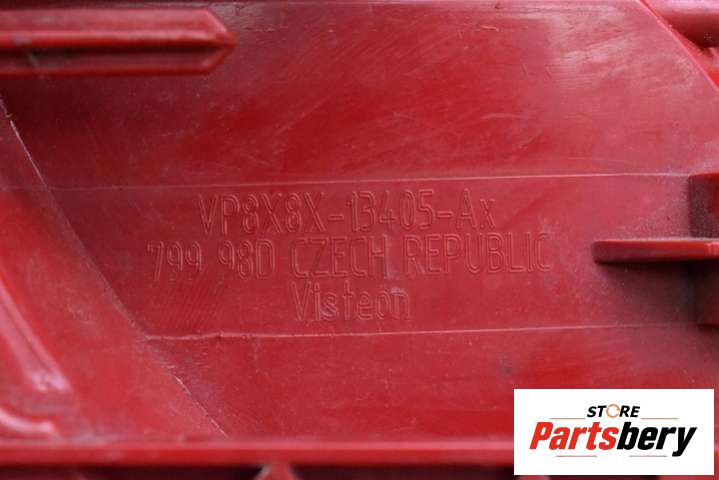 VP8X8X-13405-Ax
799 98D CZECH REPUBLIC
Visteon
STORE
Partsbery